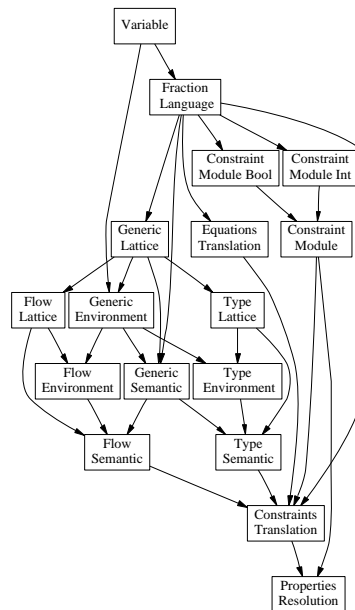 Variable
Fraction
Language
Constraint
Module Bool
Constraint
Module Int
Generic
Lattice
Equations
Translation
Constraint
Module
Flow
Lattice
Generic
Environment
Type
Lattice
Flow
Environment
Generic
Semantic
Type
Environment
Flow
Semantic
Type
Semantic
Constraints
Translation
Properties
Resolution